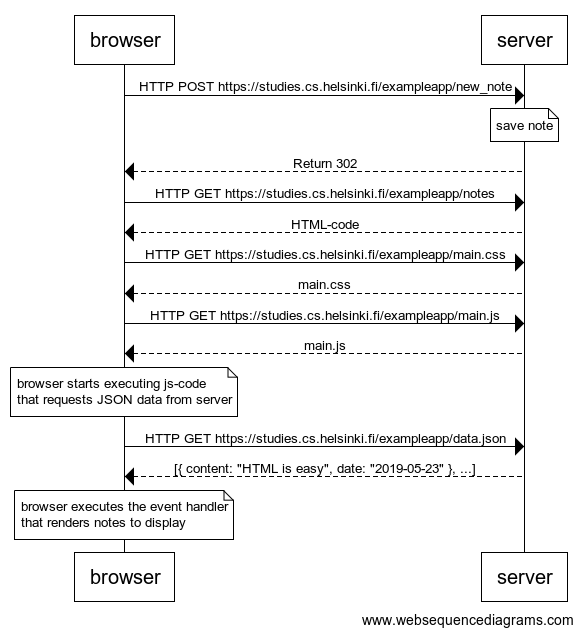 browser
server
HTTP POST https://studies.cs.helsinki.fi/exampleapp/new_note
save note
Return 302
HTTP GET https://studies.cs.helsinki.fi/exampleapp/notes
HTML-code
HTTP GET https://studies.cs.helsinki.fi/exampleapp/main.css
main.css
HTTP GET https://studies.cs.helsinki.fi/exampleapp/main.js
main.js
browser starts executing js-code
that requests JSON data from server
HTTP GET https://studies.cs.helsinki.fi/exampleapp/data.json
[{ content: "HTML is easy", date: "2019-05-23" }, ...]
browser executes the event handler
that renders notes to display
browser
server
www.websequencediagrams.com